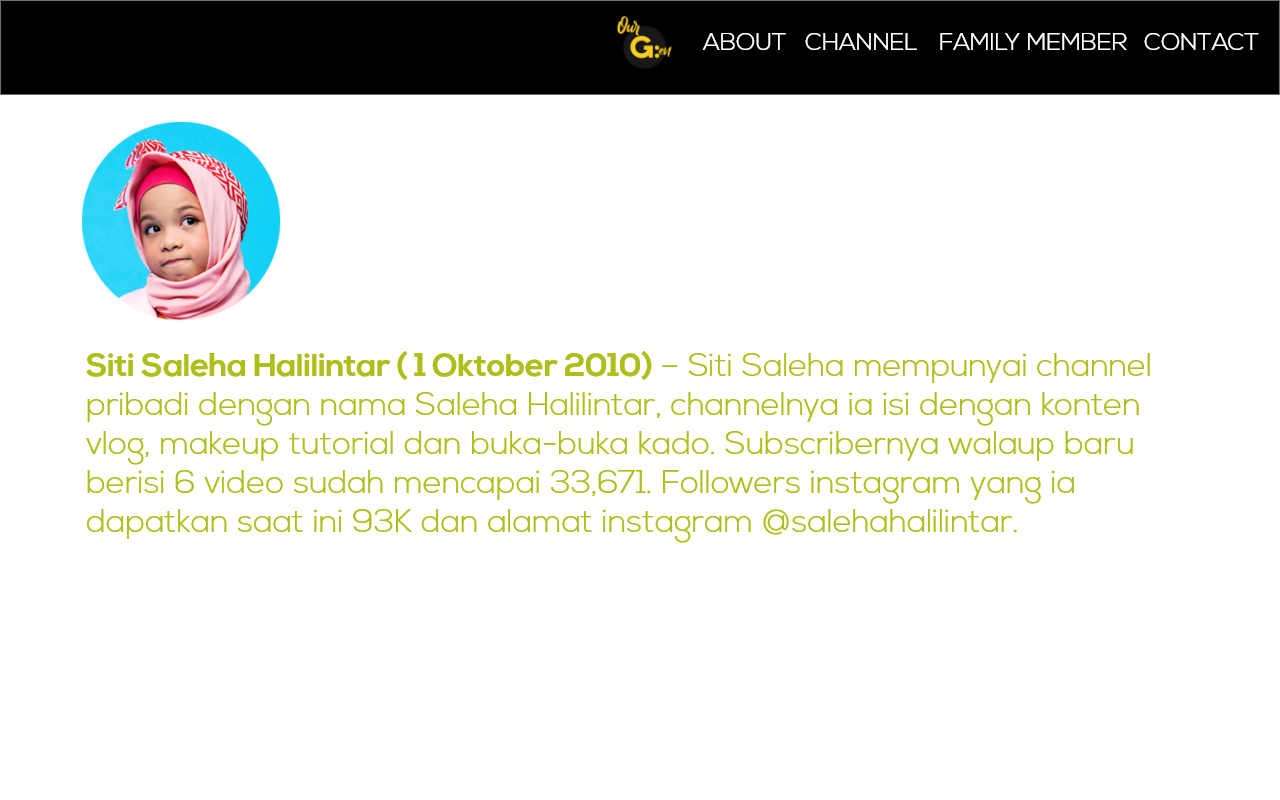 Our
G:en
ABOUT CHANNEL FAMILY MEMBER CONTACT
Siti Saleha Halilintar ( 1 Oktober 2010) – Siti Saleha mempunyai channel
pribadi dengan nama Saleha Halilintar, channelnya ia isi dengan konten
vlog, makeup tutorial dan buka-buka kado. Subscribernya walaup baru
berisi 6 video sudah mencapai 33,671. Followers instagram yang ia
dapatkan saat ini 93K dan alamat instagram @salehahalilintar.